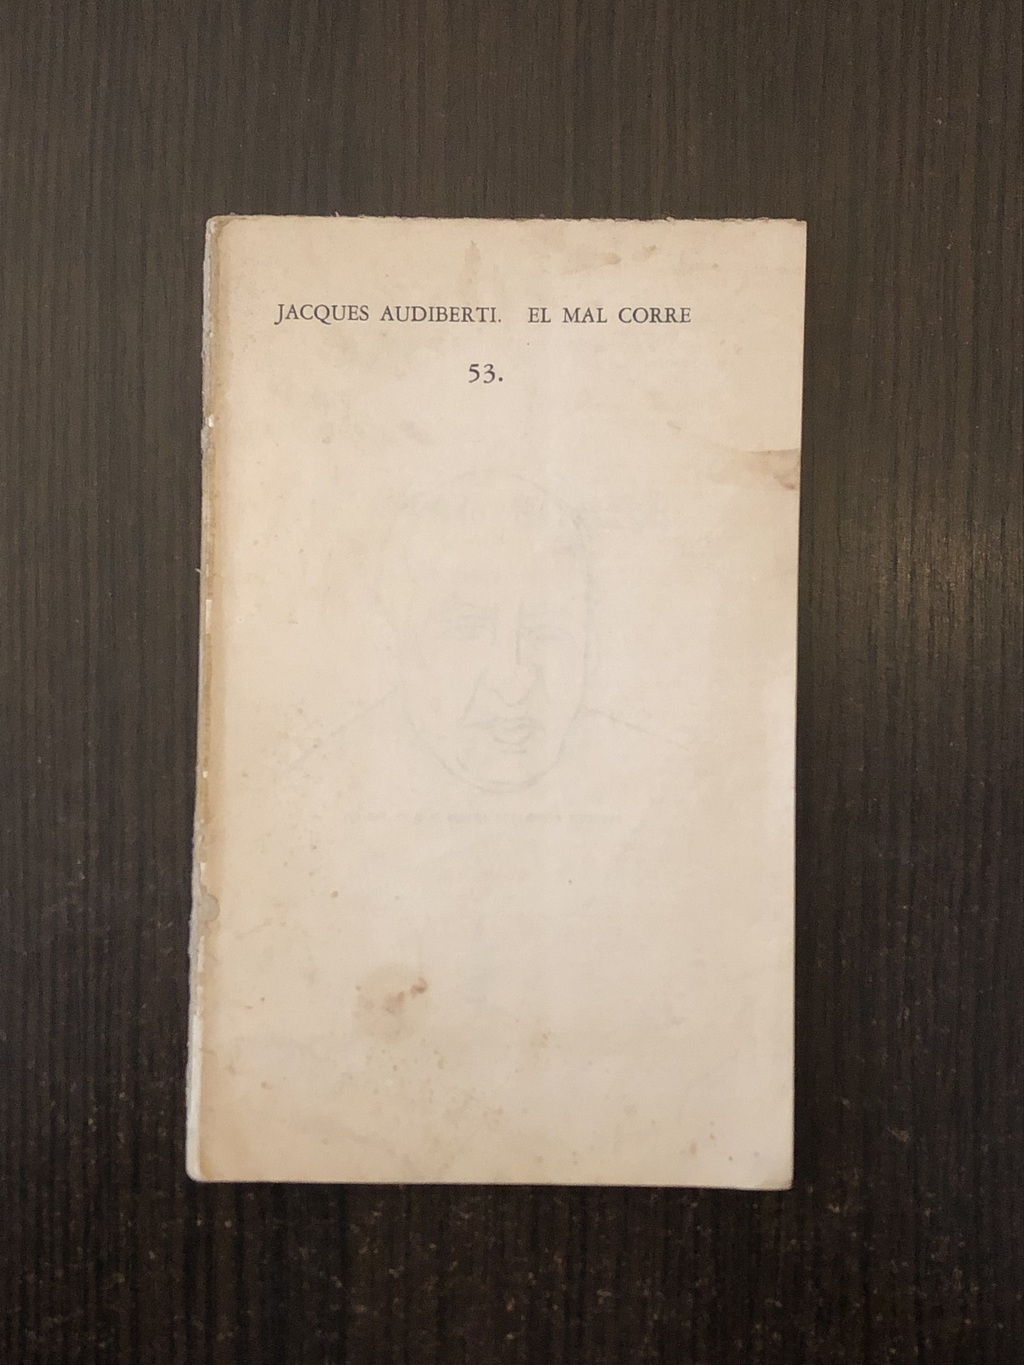 JACQUES AUDIBERTI. EL MAL CORRE
53.